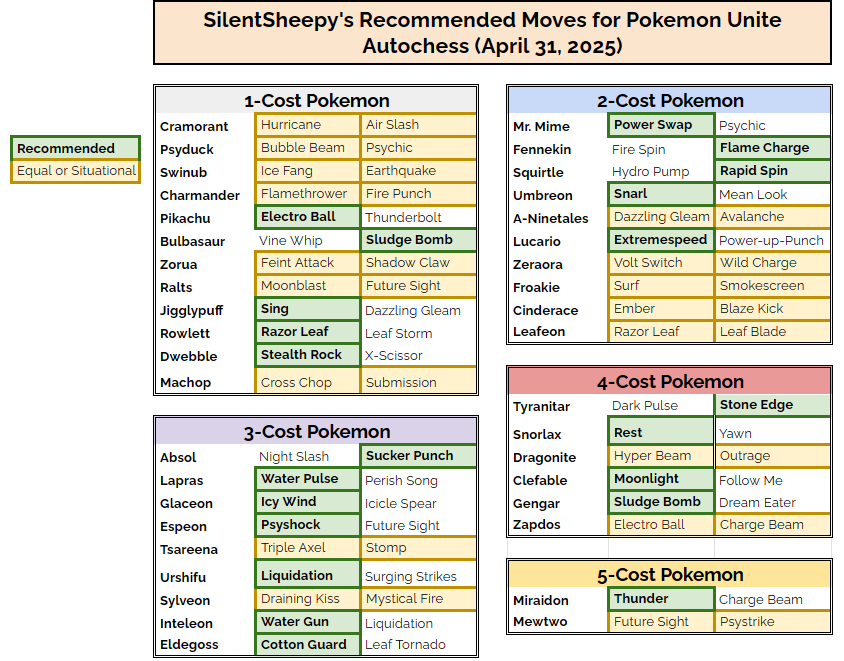 SilentSheepy's Recommended Moves for Pokemon Unite
Autochess (April 31, 2025)
Recommended
Equal or Situational
1-Cost Pokemon
Cramorant Hurricane Air Slash
Psyduck Bubble Beam Psychic
Swinub Ice Fang Earthquake
Charmander Flamethrower Fire Punch
Pikachu Electro Ball Thunderbolt
Bulbasaur Vine Whip Sludge Bomb
Zorua Feint Attack Shadow Claw
Ralts Moonblast Future Sight
Jigglypuff Sing Dazzling Gleam
Rowlett Razor Leaf Leaf Storm
Dwebble Stealth Rock X-Scissor
Machop Cross Chop Submission
2-Cost Pokemon
Mr. Mime Power Swap Psychic
Fennekin Fire Spin Flame Charge
Squirtle Hydro Pump Rapid Spin
Umbreon Snarl Mean Look
A-Ninetales Dazzling Gleam Avalanche
Lucario Extremespeed Power-up-Punch
Zeraora Volt Switch Wild Charge
Froakie Surf Smokescreen
Cinderace Ember Blaze Kick
Leafeon Razor Leaf Leaf Blade
3-Cost Pokemon
Absol Night Slash Sucker Punch
Lapras Water Pulse Perish Song
Glaceon Icy Wind Icicle Spear
Espeon Psyshock Future Sight
Tsareena Triple Axel Stomp
Urshifu Liquidation Surging Strikes
Sylveon Draining Kiss Mystical Fire
Inteleon Water Gun Liquidation
Eldegoss Cotton Guard Leaf Tornado
4-Cost Pokemon
Tyranitar Dark Pulse Stone Edge
Snorlax Rest Yawn
Dragonite Hyper Beam Outrage
Clefable Moonlight Follow Me
Gengar Sludge Bomb Dream Eater
Zapdos Electro Ball Charge Beam
5-Cost Pokemon
Miraidon Thunder Charge Beam
Mewtwo Future Sight Psystrike